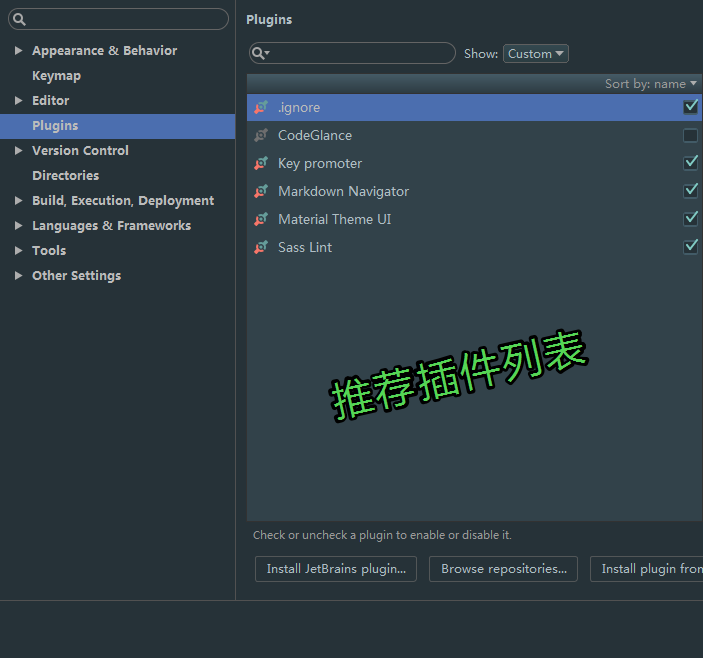 Appearance & Behavior
Keymap
Editor
Plugins
Version Control
Directories
Build, Execution, Deployment
Languages & Frameworks
Tools
Other Settings
Plugins
Show: Custom
Sort by: name
.ignore
CodeGlance
Key promoter
Markdown Navigator
Material Theme UI
Sass Lint
推荐插件列表
Check or uncheck a plugin to enable or disable it.
Install JetBrains plugin...
Browse repositories...
Install plugin from